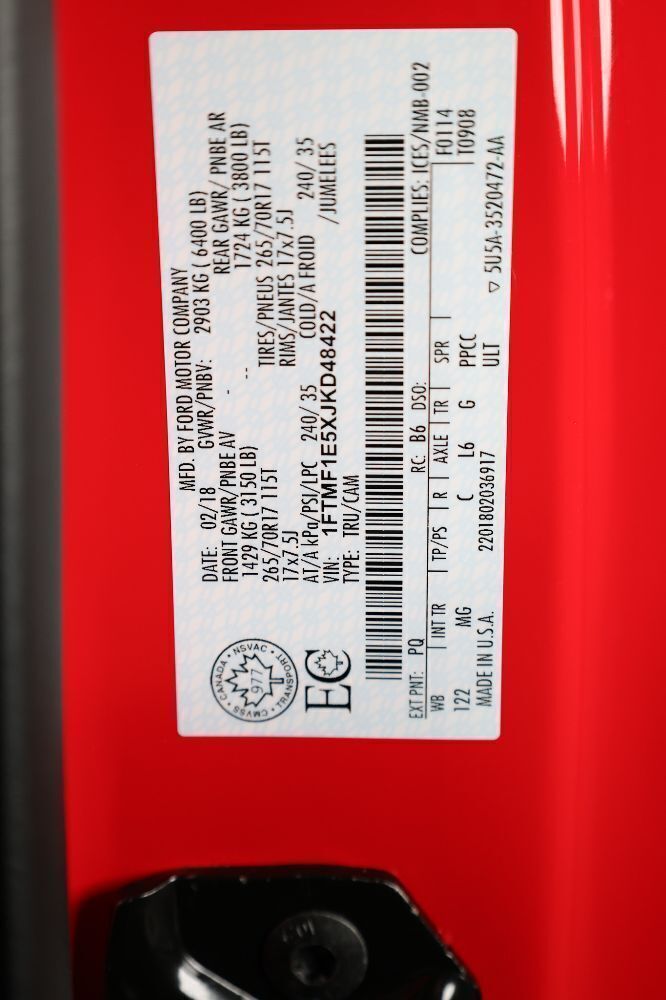 MFD. BY FORD MOTOR COMPANY
DATE: 02/18 GVWR/PNBV: 2903 KG ( 6400 LB)
FRONT GAWR/PNBE AV REAR GAWR/ PNBE AR
1429 KG ( 3150 LB) - 1724 KG ( 3800 LB)
265/70R17 115T -- TIRES/PNEUS 265/70R17 115T
17x7.5J RIMS/JANTES 17x7.5J
AT/A kPa/PSI/LPC 240/ 35 COLD/A FROID 240/ 35
VIN: 1FTMF1E5XJKD48422 /JUMELEES
TYPE: TRU/CAM
CANADA • NSVAC • TRANSPORT • CMVSS
977
EC
EXT PNT: PQ RC: B6 DSO: COMPLIES: ICES/NMB-002
WB INT TR TP/PS R AXLE TR SPR F0114
122 MG C L6 G PPCC T0908
MADE IN U.S.A. 2201802036917 ULT ▽ 5U5A-3520472-AA